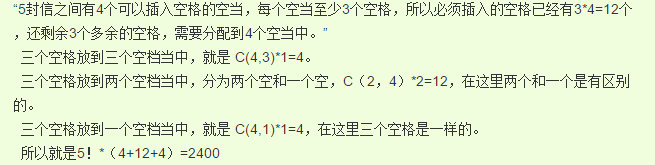 “5封信之间有4个可以插入空格的空当，每个空当至少3个空格，所以必须插入的空格已经有3*4=12个
，还剩余3个多余的空格，需要分配到4个空当中。”
三个空格放到三个空档当中，就是 C(4,3)*1=4。
三个空格放到两个空档当中，分为两个空和一个空，C（2，4）*2=12，在这里两个和一个是有区别
的。
三个空格放到一个空档当中，就是 C(4,1)*1=4，在这里三个空格是一样的。
所以就是5！*（4+12+4）=2400